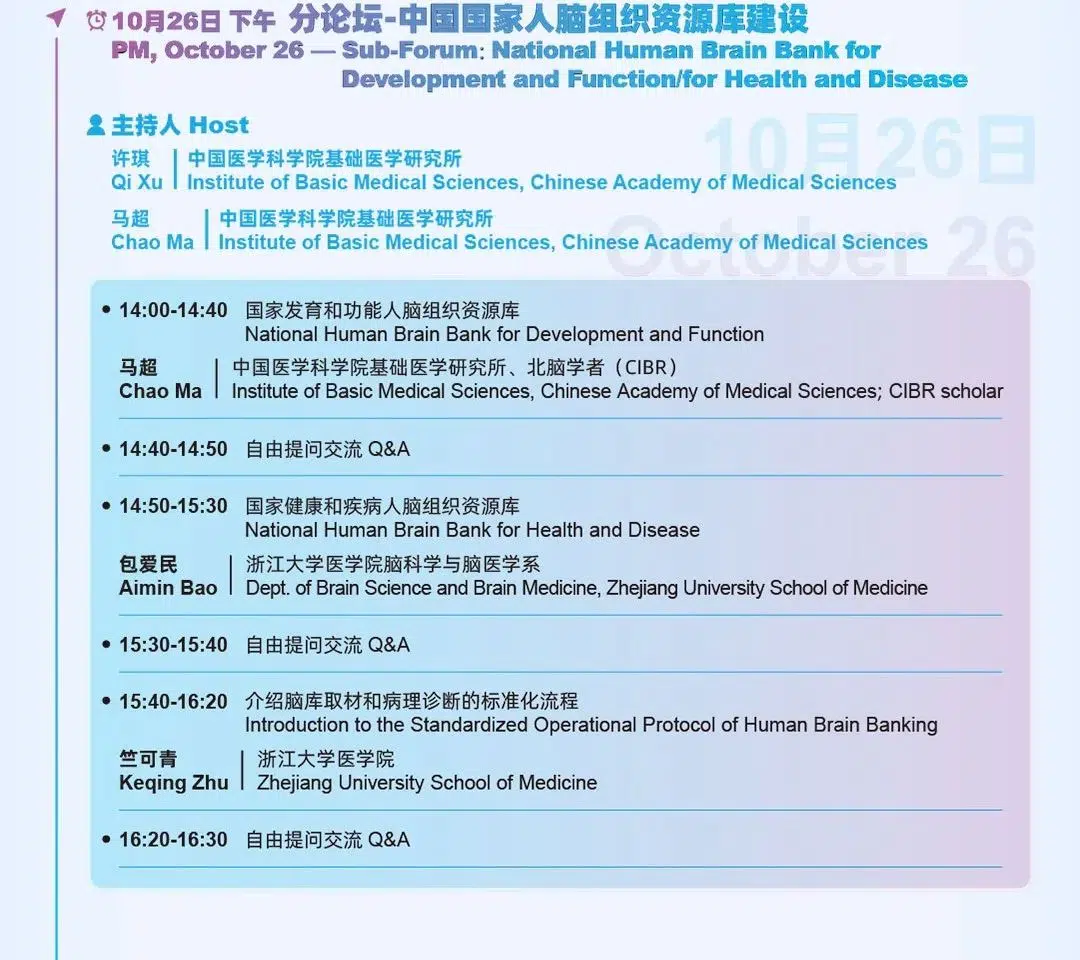 10月26日 下午 分论坛-中国国家人脑组织资源库建设
PM, October 26 — Sub-Forum: National Human Brain Bank for
Development and Function/for Health and Disease
主持人 Host
10月26日
许琪 中国医学科学院基础医学研究所
Qi Xu Institute of Basic Medical Sciences, Chinese Academy of Medical Sciences
马超 中国医学科学院基础医学研究所
Chao Ma Institute of Basic Medical Sciences, Chinese Academy of Medical Sciences
October 26
• 14:00-14:40 国家发育和功能人脑组织资源库
National Human Brain Bank for Development and Function
马超 中国医学科学院基础医学研究所、北脑学者（CIBR）
Chao Ma Institute of Basic Medical Sciences, Chinese Academy of Medical Sciences; CIBR scholar
• 14:40-14:50 自由提问交流 Q&A
• 14:50-15:30 国家健康和疾病人脑组织资源库
National Human Brain Bank for Health and Disease
包爱民 浙江大学医学院脑科学与脑医学系
Aimin Bao Dept. of Brain Science and Brain Medicine, Zhejiang University School of Medicine
• 15:30-15:40 自由提问交流 Q&A
• 15:40-16:20 介绍脑库取材和病理诊断的标准化流程
Introduction to the Standardized Operational Protocol of Human Brain Banking
竺可青 浙江大学医学院
Keqing Zhu Zhejiang University School of Medicine
• 16:20-16:30 自由提问交流 Q&A